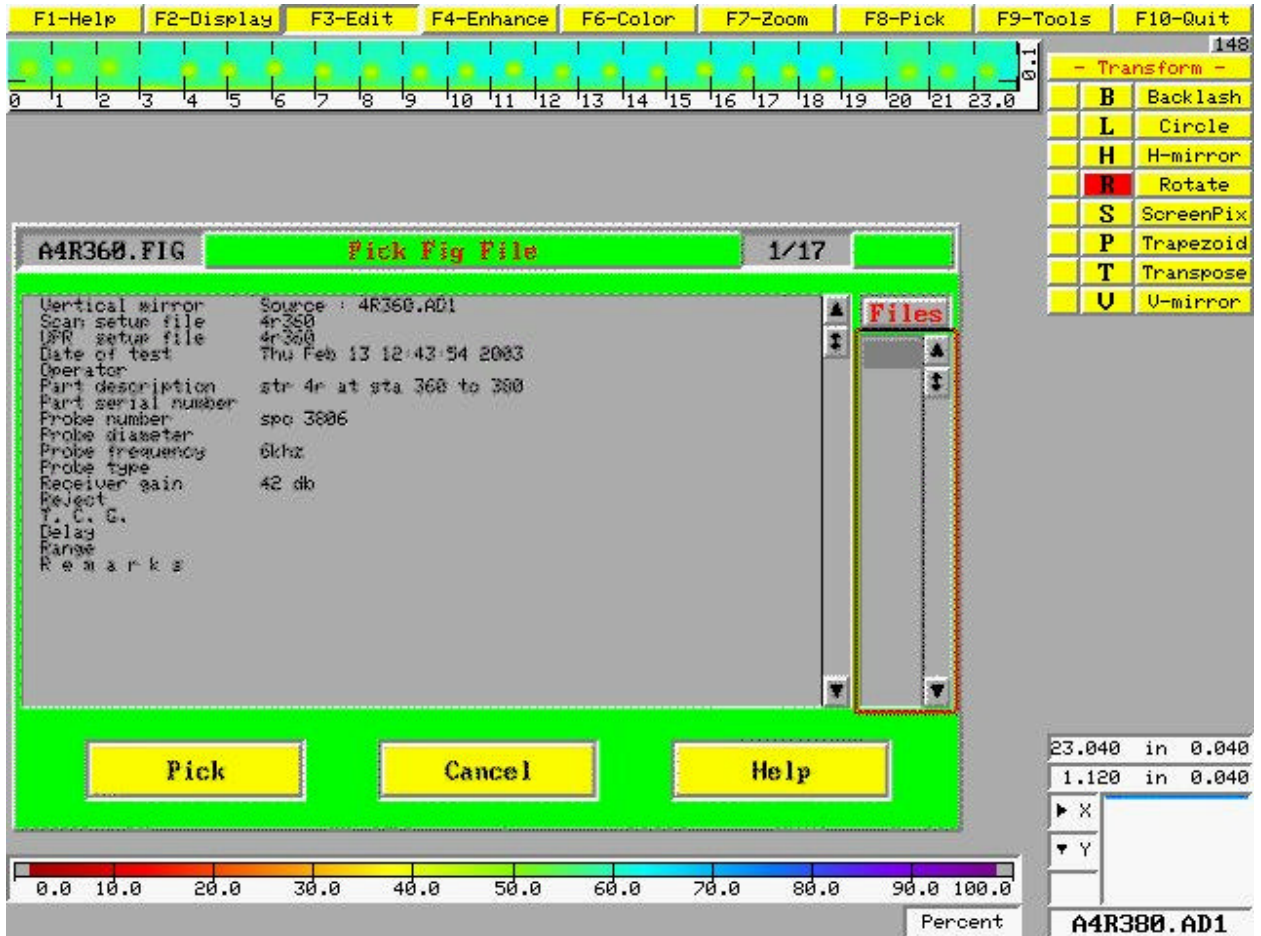 F1-Help F2-Display F3-Edit F4-Enhance F6-Color F7-Zoom F8-Pick F9-Tools F10-Quit
148
0.1
0 1 2 3 4 5 6 7 8 9 10 11 12 13 14 15 16 17 18 19 20 21 23.0
- Transform -
B Backlash
L Circle
H H-mirror
R Rotate
S ScreenPix
P Trapezoid
T Transpose
V V-mirror
A4R360.FIG Pick Fig File 1/17
Files
Vertical mirror Source : 4R360.AD1
Scan setup file 4r360
UPR setup file 4r360
Date of test Thu Feb 13 12:43:54 2003
Operator
Part description str 4r at sta 360 to 380
Part serial number
Probe number spc 3806
Probe diameter
Probe frequency 6khz
Probe type
Receiver gain 42 db
Reject
T. C. G.
Delay
Range
R e m a r k s
Pick Cancel Help
23.040 in 0.040
1.120 in 0.040
X
Y
0.0 10.0 20.0 30.0 40.0 50.0 60.0 70.0 80.0 90.0 100.0
Percent
A4R380.AD1